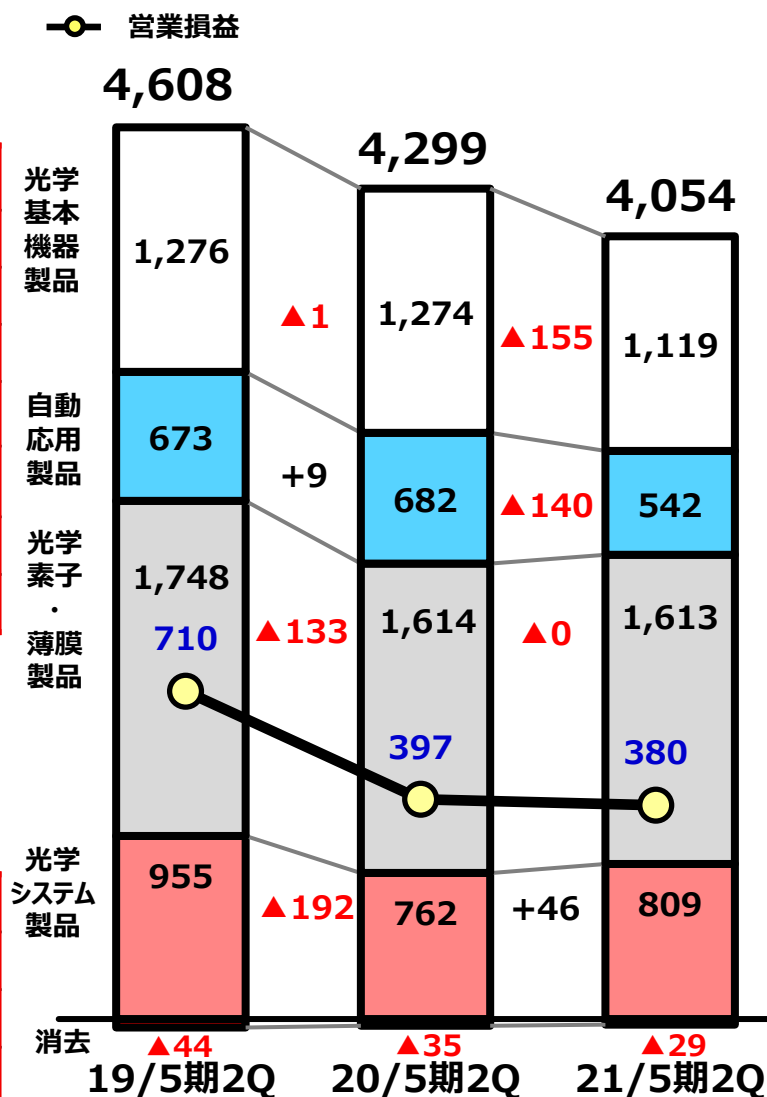 営業損益
4,608
4,299
4,054
光学
基本
機器
製品
1,276
▲1
1,274
▲155
1,119
自動
応用
製品
673
+9
682
▲140
542
光学
素子
・
薄膜
製品
1,748
▲133
1,614
▲0
1,613
710
397
380
光学
システム
製品
955
▲192
762
+46
809
消去
▲44
▲35
▲29
19/5期2Q
20/5期2Q
21/5期2Q